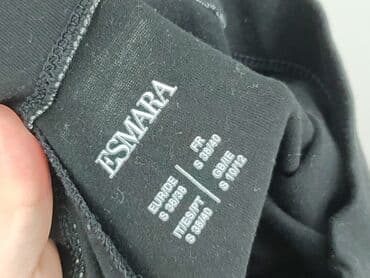 ESMARA
EUR/DE
S 36/38
FR
S 38/40
IT/ES/PT
S 38/40
GB/IE
S 10/12